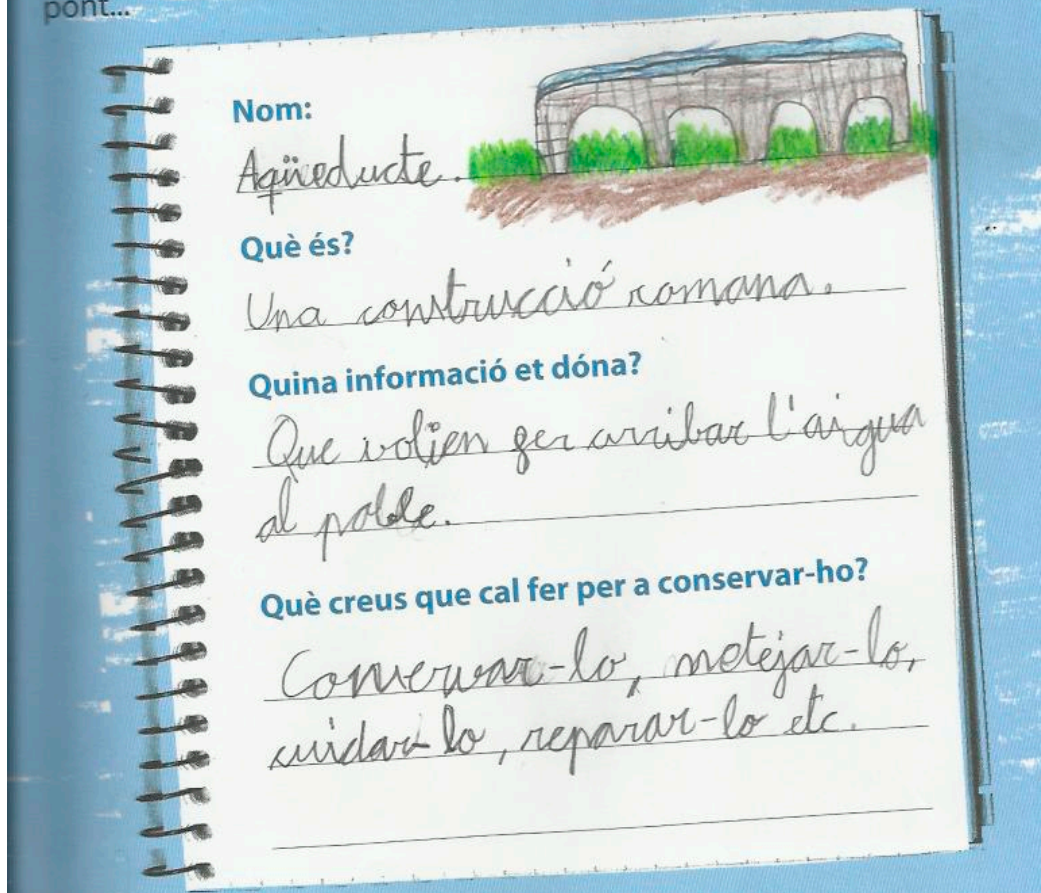 pont...
Nom:
Aqüeducte.
Què és?
Una construcció romana.
Quina informació et dóna?
Que volien fer arribar l'aigua
al poble.
Què creus que cal fer per a conservar-ho?
Conservar-lo, netejar-lo,
cuidar-lo, reparar-lo etc.